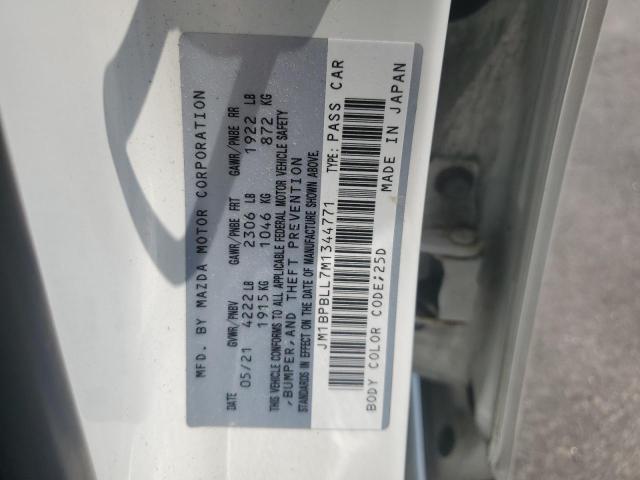 MFD. BY MAZDA MOTOR CORPORATION
DATE GVWR/PNBV GAWR/PNBE FRT GAWR/PNBE RR
05/21 4222 LB 2306 LB 1922 LB
1915 KG 1046 KG 872 KG
THIS VEHICLE CONFORMS TO ALL APPLICABLE FEDERAL MOTOR VEHICLE SAFETY
,BUMPER,AND THEFT PREVENTION
STANDARDS IN EFFECT ON THE DATE OF MANUFACTURE SHOWN ABOVE.
JM1BPBLL7M1344771 TYPE: PASS CAR
BODY COLOR CODE;25D MADE IN JAPAN